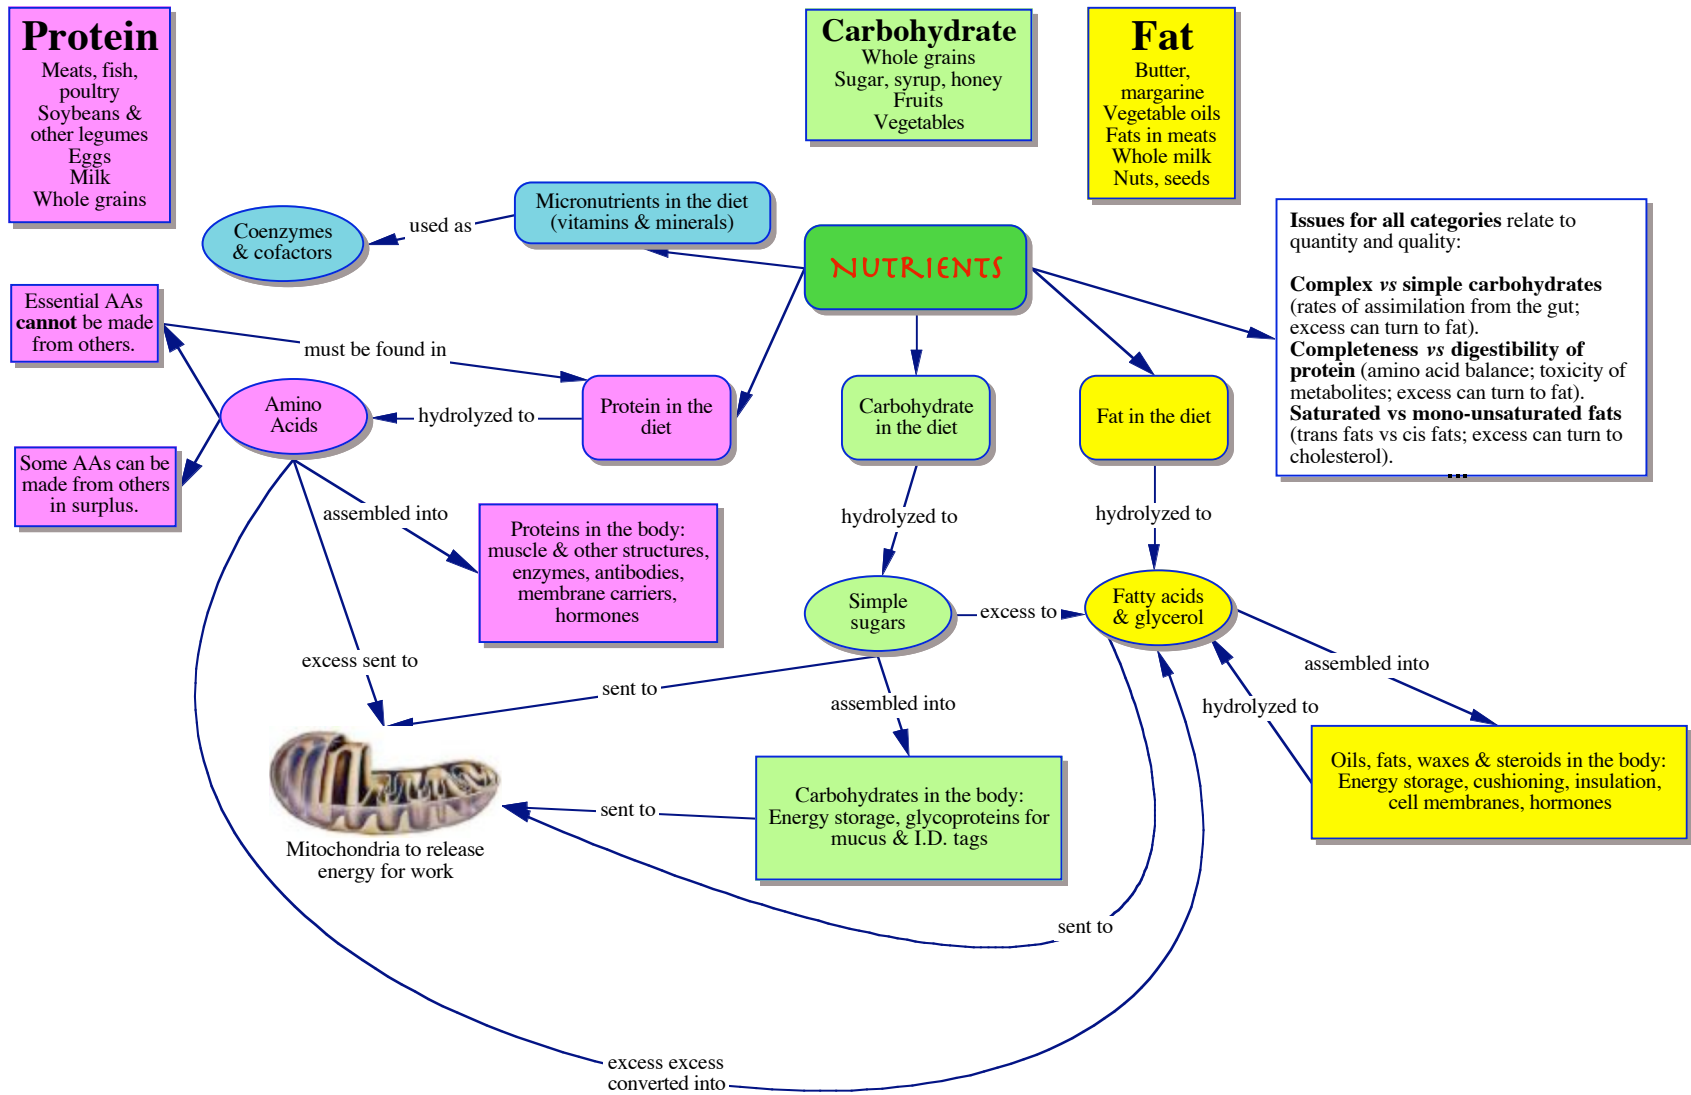 Protein
Meats, fish,
poultry
Soybeans &
other legumes
Eggs
Milk
Whole grains
Carbohydrate
Whole grains
Sugar, syrup, honey
Fruits
Vegetables
Fat
Butter,
margarine
Vegetable oils
Fats in meats
Whole milk
Nuts, seeds
Micronutrients in the diet
(vitamins & minerals)
used as
Coenzymes
& cofactors
NUTRIENTS
Issues for all categories relate to
quantity and quality:
Complex vs simple carbohydrates
(rates of assimilation from the gut;
excess can turn to fat).
Completeness vs digestibility of
protein (amino acid balance; toxicity of
metabolites; excess can turn to fat).
Saturated vs mono-unsaturated fats
(trans fats vs cis fats; excess can turn to
cholesterol).
...
Essential AAs
cannot be made
from others.
must be found in
Amino
Acids
hydrolyzed to
Protein in the
diet
Carbohydrate
in the diet
Fat in the diet
Some AAs can be
made from others
in surplus.
assembled into
Proteins in the body:
muscle & other structures,
enzymes, antibodies,
membrane carriers,
hormones
hydrolyzed to
hydrolyzed to
Simple
sugars
excess to
Fatty acids
& glycerol
excess sent to
sent to
assembled into
assembled into
hydrolyzed to
Oils, fats, waxes & steroids in the body:
Energy storage, cushioning, insulation,
cell membranes, hormones
Carbohydrates in the body:
Energy storage, glycoproteins for
mucus & I.D. tags
sent to
Mitochondria to release
energy for work
sent to
excess excess
converted into